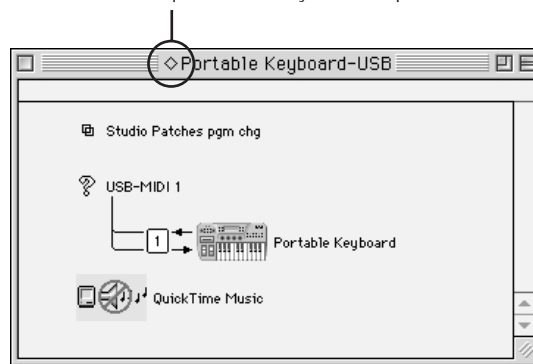 ◇Portable Keyboard-USB
Studio Patches pgm chg
USB-MIDI 1
1
Portable Keyboard
QuickTime Music